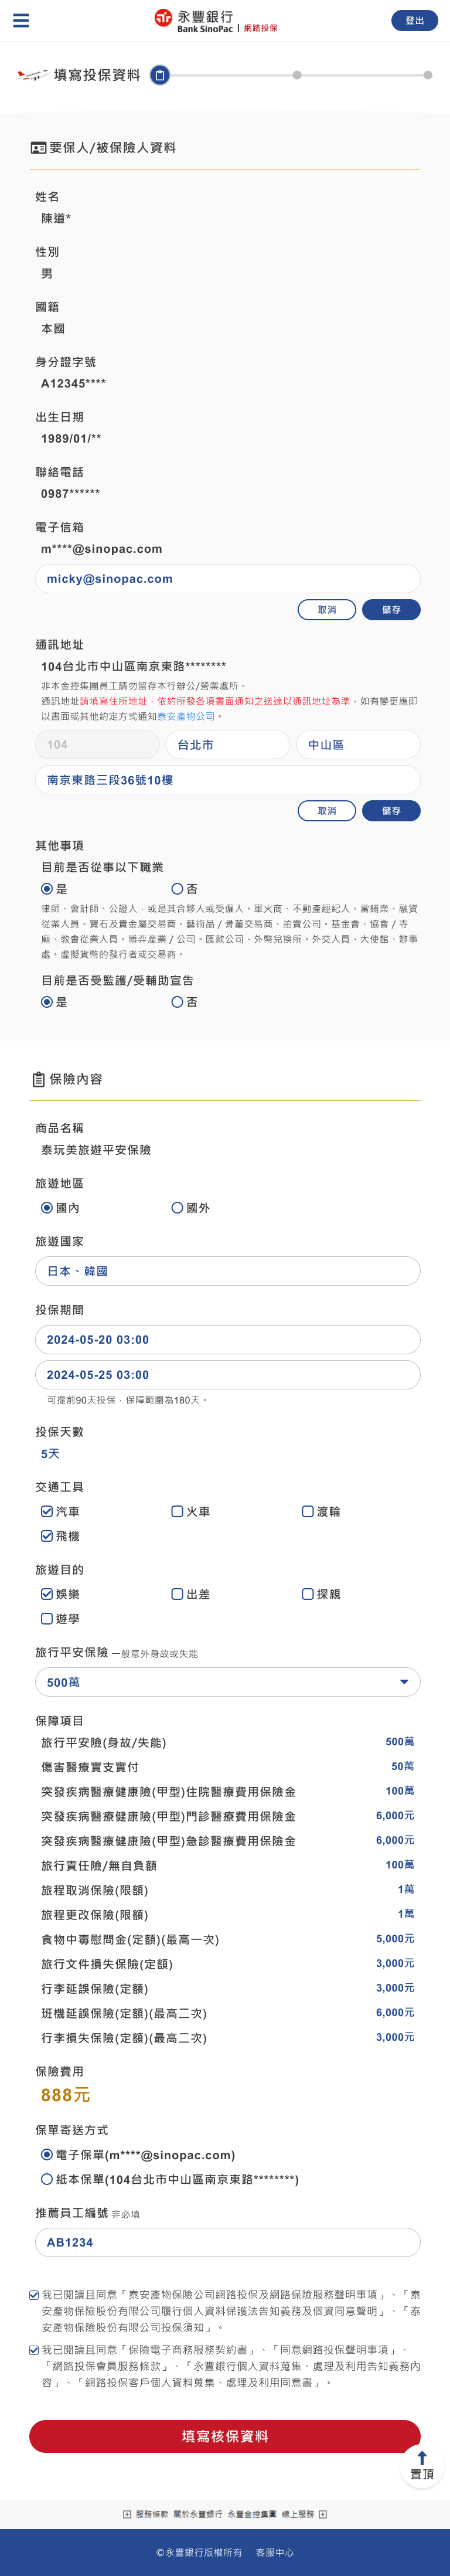 永豐銀行
Bank SinoPac
網路投保
登出
填寫投保資料
要保人/被保險人資料
姓名
陳道*
性別
男
國籍
本國
身分證字號
A12345****
出生日期
1989/01/**
聯絡電話
0987******
電子信箱
m****@sinopac.com
micky@sinopac.com
取消 儲存
通訊地址
104台北市中山區南京東路********
非本金控集團員工請勿留存本行辦公/營業處所。
通訊地址請填寫住所地址，依約所發各項書面通知之送達以通訊地址為準，如有變更應即
以書面或其他約定方式通知泰安產物公司。
104 台北市 中山區
南京東路三段36號10樓
取消 儲存
其他事項
目前是否從事以下職業
是 否
律師、會計師、公證人，或是其合夥人或受僱人。軍火商、不動產經紀人。當鋪業、融資
從業人員。寶石及貴金屬交易商。藝術品 / 骨董交易商、拍賣公司。基金會、協會 / 寺
廟、教會從業人員。博弈產業 / 公司。匯款公司、外幣兌換所。外交人員、大使館、辦事
處。虛擬貨幣的發行者或交易商。
目前是否受監護/受輔助宣告
是 否
保險內容
商品名稱
泰玩美旅遊平安保險
旅遊地區
國內 國外
旅遊國家
日本、韓國
投保期間
2024-05-20 03:00
2024-05-25 03:00
可提前90天投保，保障範圍為180天。
投保天數
5天
交通工具
汽車 火車 渡輪
飛機
旅遊目的
娛樂 出差 探親
遊學
旅行平安保險 一般意外身故或失能
500萬
保障項目
旅行平安險(身故/失能) 500萬
傷害醫療實支實付 50萬
突發疾病醫療健康險(甲型)住院醫療費用保險金 100萬
突發疾病醫療健康險(甲型)門診醫療費用保險金 6,000元
突發疾病醫療健康險(甲型)急診醫療費用保險金 6,000元
旅行責任險/無自負額 100萬
旅程取消保險(限額) 1萬
旅程更改保險(限額) 1萬
食物中毒慰問金(定額)(最高一次) 5,000元
旅行文件損失保險(定額) 3,000元
行李延誤保險(定額) 3,000元
班機延誤保險(定額)(最高二次) 6,000元
行李損失保險(定額)(最高二次) 3,000元
保險費用
888元
保單寄送方式
電子保單(m****@sinopac.com)
紙本保單(104台北市中山區南京東路********)
推薦員工編號 非必填
AB1234
我已閱讀且同意「泰安產物保險公司網路投保及網路保險服務聲明事項」、「泰
安產物保險股份有限公司履行個人資料保護法告知義務及個資同意聲明」、「泰
安產物保險股份有限公司投保須知」。
我已閱讀且同意「保險電子商務服務契約書」、「同意網路投保聲明事項」、
「網路投保會員服務條款」、「永豐銀行個人資料蒐集、處理及利用告知義務內
容」、「網路投保客戶個人資料蒐集、處理及利用同意書」。
填寫核保資料
置頂
服務條款 關於永豐銀行 永豐金控集團 線上服務
©永豐銀行版權所有 客服中心